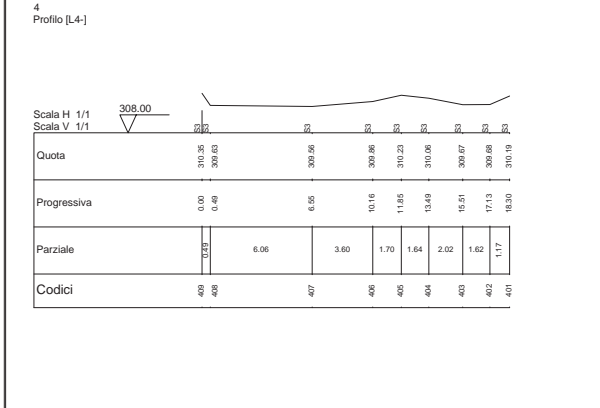 4
Profilo [L4-]
Scala H 1/1
308.00
Scala V 1/1
S3 S3 S3 S3 S3 S3 S3 S3 S3
Quota 310.35 309.63 309.56 309.86 310.23 310.06 309.67 309.68 310.19
Progressiva 0.00 0.49 6.55 10.16 11.85 13.49 15.51 17.13 18.30
Parziale 0.49 6.06 3.60 1.70 1.64 2.02 1.62 1.17
Codici 409 408 407 406 405 404 403 402 401